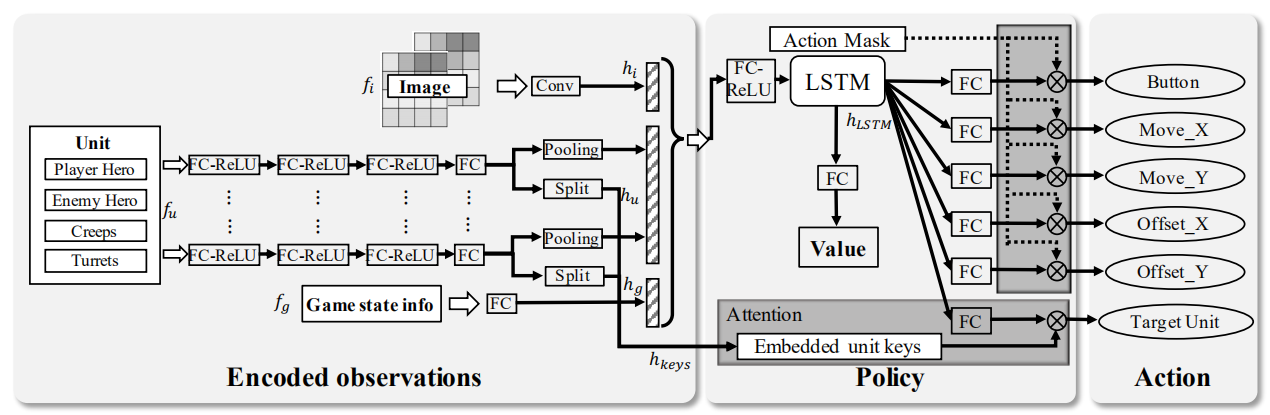 f_i
Image
Conv
h_i
Unit
Player Hero
Enemy Hero
Creeps
Turrets
f_u
FC-ReLU
FC-ReLU
FC-ReLU
FC
Pooling
Split
h_u
FC-ReLU
FC-ReLU
FC-ReLU
FC
Pooling
Split
h_g
f_g
Game state info
FC
h_keys
Encoded observations
Action Mask
FC-
ReLU
LSTM
h_LSTM
FC
Value
FC
FC
FC
FC
FC
Attention
FC
Embedded unit keys
Policy
Button
Move_X
Move_Y
Offset_X
Offset_Y
Target Unit
Action